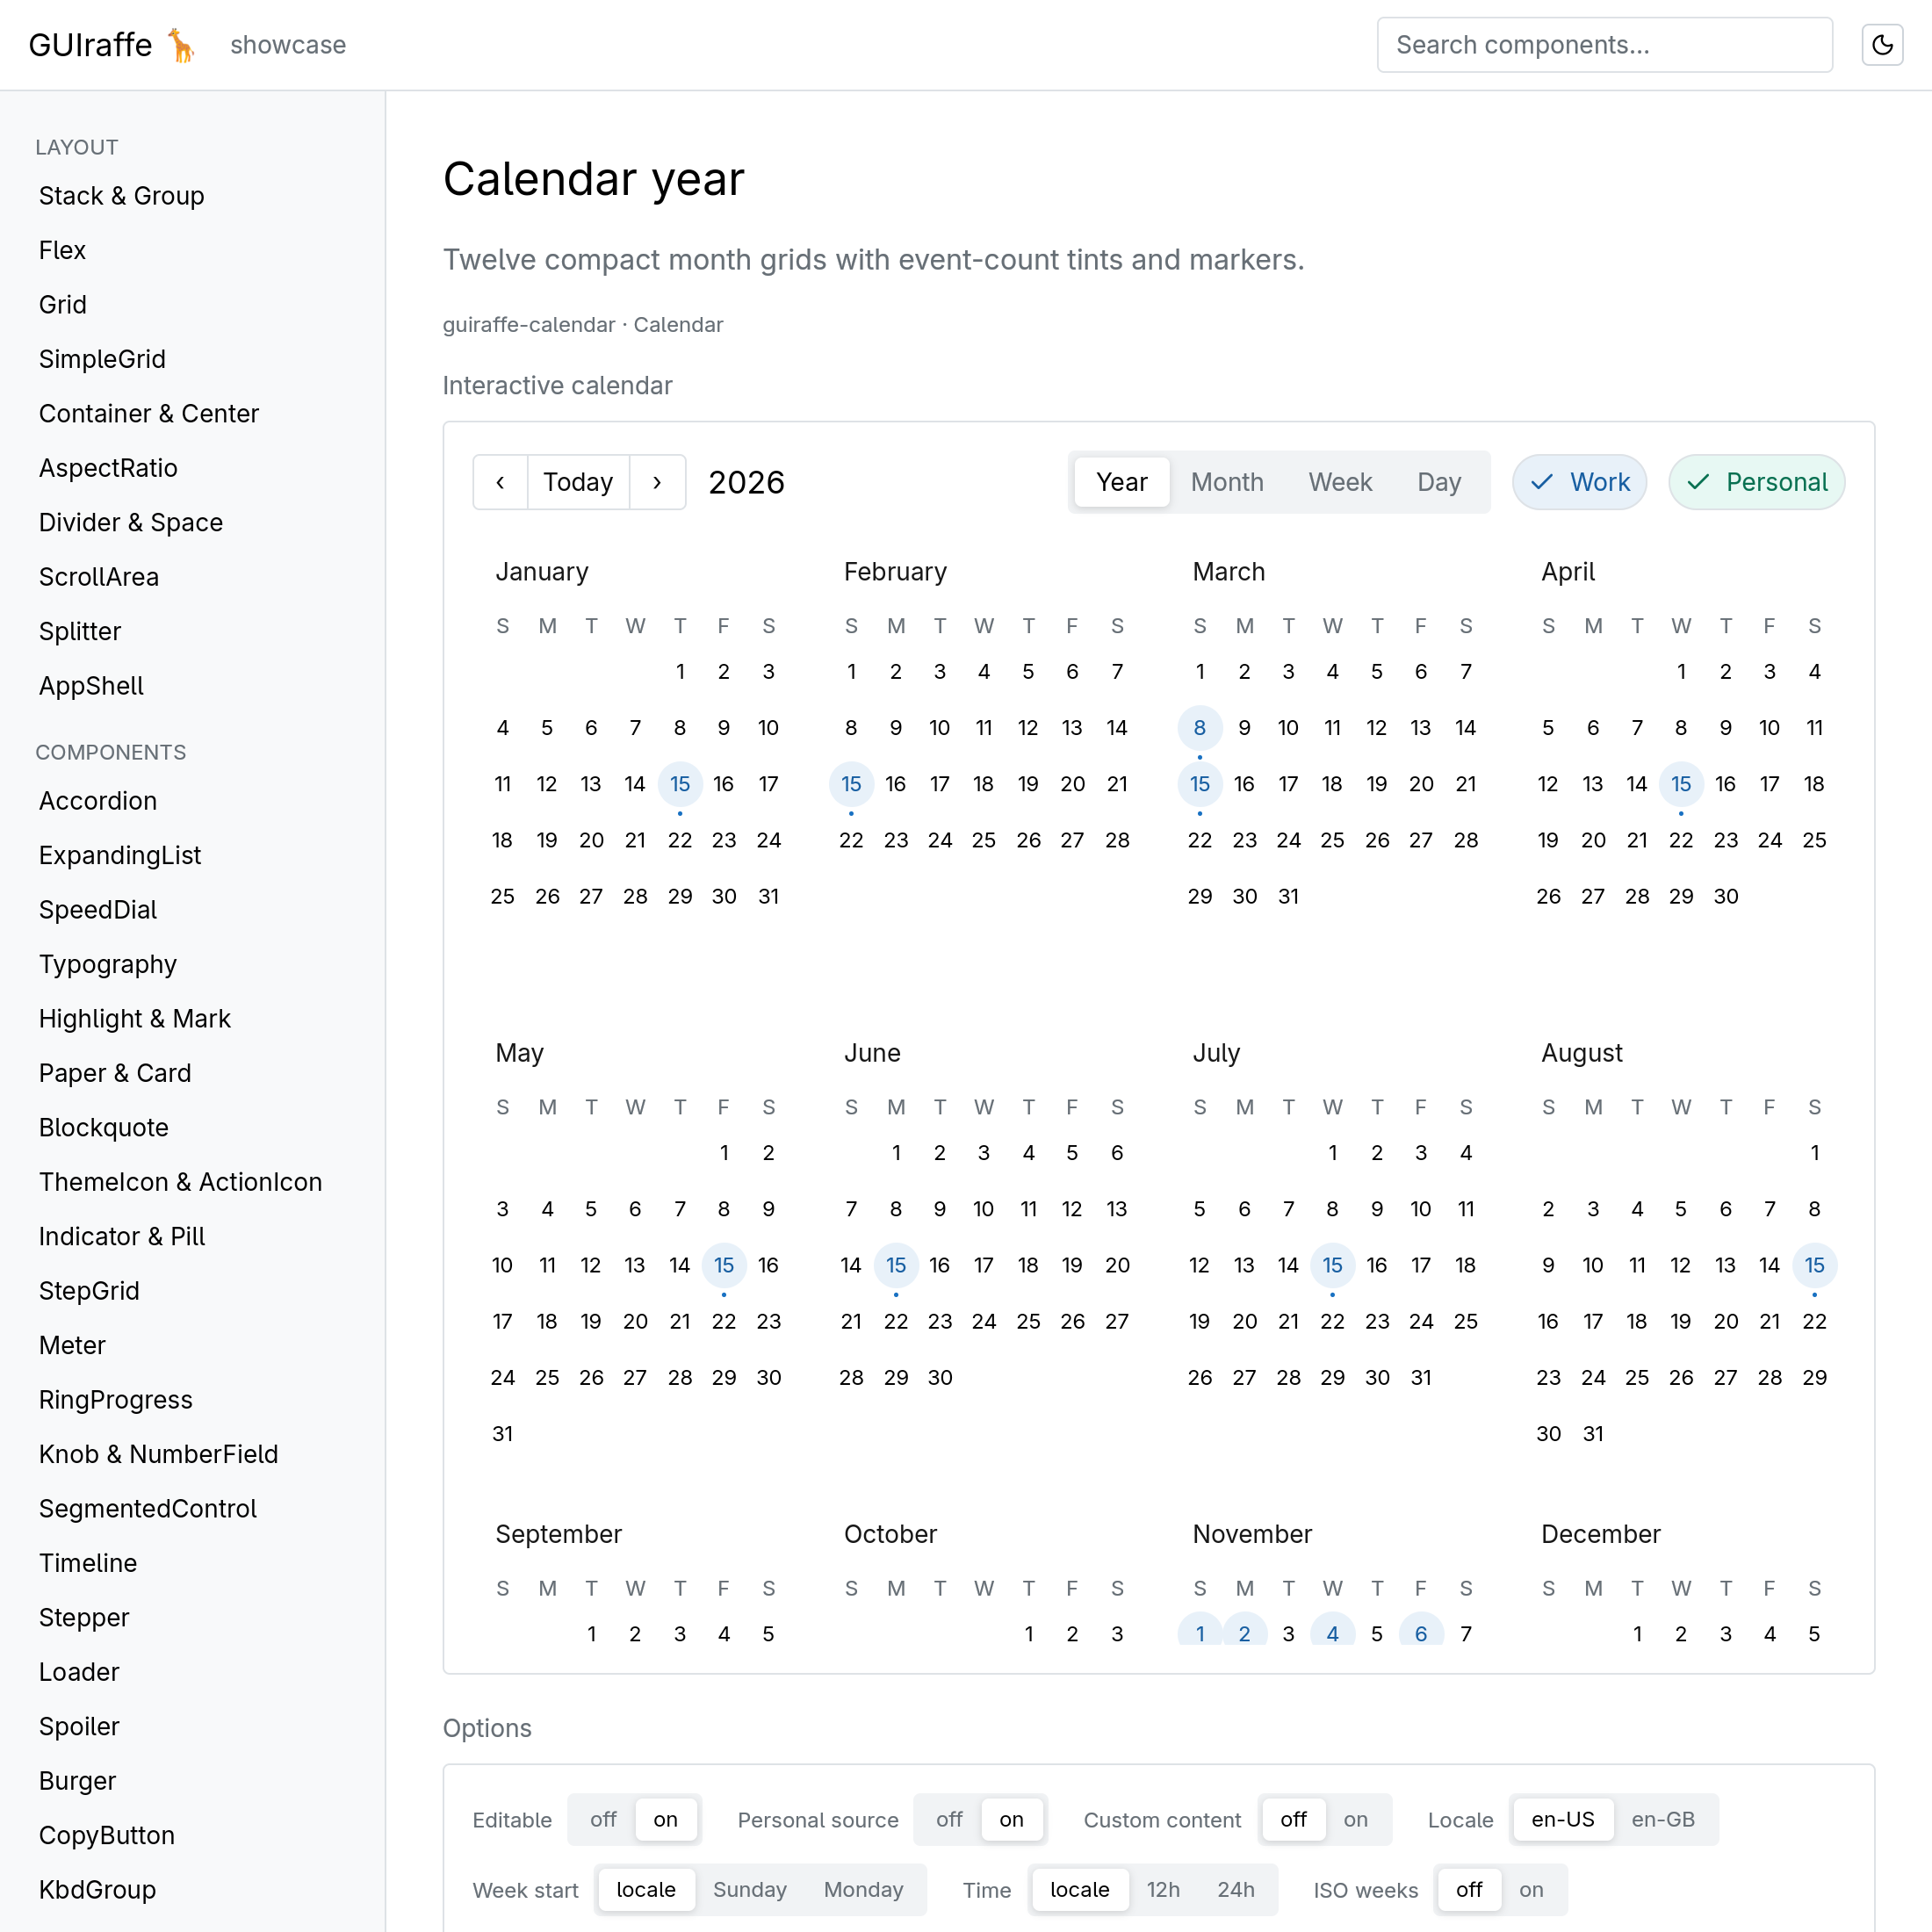 GUIraffe 🦒 showcase
Search components...
LAYOUT
Stack & Group
Flex
Grid
SimpleGrid
Container & Center
AspectRatio
Divider & Space
ScrollArea
Splitter
AppShell
COMPONENTS
Accordion
ExpandingList
SpeedDial
Typography
Highlight & Mark
Paper & Card
Blockquote
ThemeIcon & ActionIcon
Indicator & Pill
StepGrid
Meter
RingProgress
Knob & NumberField
SegmentedControl
Timeline
Stepper
Loader
Spoiler
Burger
CopyButton
KbdGroup
Calendar year
Twelve compact month grids with event-count tints and markers.
guiraffe-calendar · Calendar
Interactive calendar
‹ Today › 2026 Year Month Week Day Work Personal
January February March April
S M T W T F S S M T W T F S S M T W T F S S M T W T F S
1 2 3 1 2 3 4 5 6 7 1 2 3 4 5 6 7 1 2 3 4
4 5 6 7 8 9 10 8 9 10 11 12 13 14 8 9 10 11 12 13 14 5 6 7 8 9 10 11
11 12 13 14 15 16 17 15 16 17 18 19 20 21 15 16 17 18 19 20 21 12 13 14 15 16 17 18
18 19 20 21 22 23 24 22 23 24 25 26 27 28 22 23 24 25 26 27 28 19 20 21 22 23 24 25
25 26 27 28 29 30 31 29 30 31 26 27 28 29 30
May June July August
S M T W T F S S M T W T F S S M T W T F S S M T W T F S
1 2 1 2 3 4 5 6 1 2 3 4 1
3 4 5 6 7 8 9 7 8 9 10 11 12 13 5 6 7 8 9 10 11 2 3 4 5 6 7 8
10 11 12 13 14 15 16 14 15 16 17 18 19 20 12 13 14 15 16 17 18 9 10 11 12 13 14 15
17 18 19 20 21 22 23 21 22 23 24 25 26 27 19 20 21 22 23 24 25 16 17 18 19 20 21 22
24 25 26 27 28 29 30 28 29 30 26 27 28 29 30 31 23 24 25 26 27 28 29
31 30 31
September October November December
S M T W T F S S M T W T F S S M T W T F S S M T W T F S
1 2 3 4 5 1 2 3 1 2 3 4 5 6 7 1 2 3 4 5
Options
Editable off on Personal source off on Custom content off on Locale en-US en-GB
Week start locale Sunday Monday Time locale 12h 24h ISO weeks off on